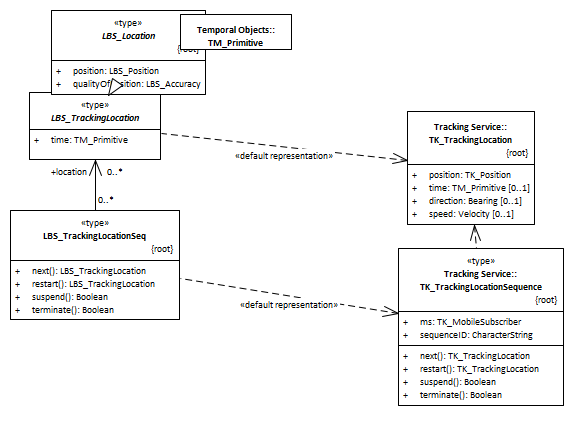 «type»
LBS_Location
{root}
+ position: LBS_Position
+ qualityOfPosition: LBS_Accuracy
Temporal Objects::
TM_Primitive
«type»
LBS_TrackingLocation
+ time: TM_Primitive
+location
0..*
0..*
«default representation»
Tracking Service::
TK_TrackingLocation
{root}
+ position: TK_Position
+ time: TM_Primitive [0..1]
+ direction: Bearing [0..1]
+ speed: Velocity [0..1]
«type»
LBS_TrackingLocationSeq
{root}
+ next(): LBS_TrackingLocation
+ restart(): LBS_TrackingLocation
+ suspend(): Boolean
+ terminate(): Boolean
«default representation»
«type»
Tracking Service::
TK_TrackingLocationSequence
{root}
+ ms: TK_MobileSubscriber
+ sequenceID: CharacterString
+ next(): TK_TrackingLocation
+ restart(): TK_TrackingLocation
+ suspend(): Boolean
+ terminate(): Boolean